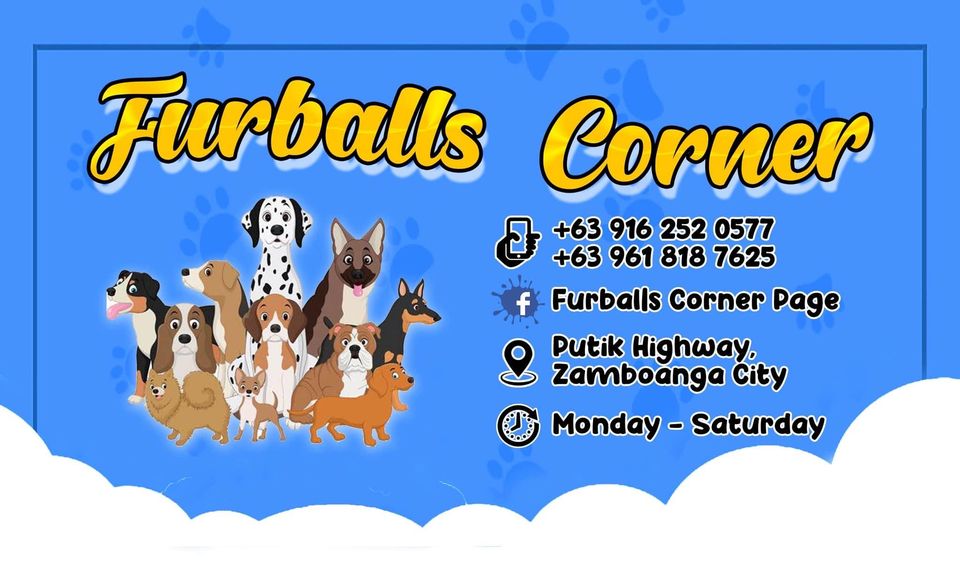 Furballs Corner
+63 916 252 0577
+63 961 818 7625
Furballs Corner Page
Putik Highway,
Zamboanga City
Monday - Saturday